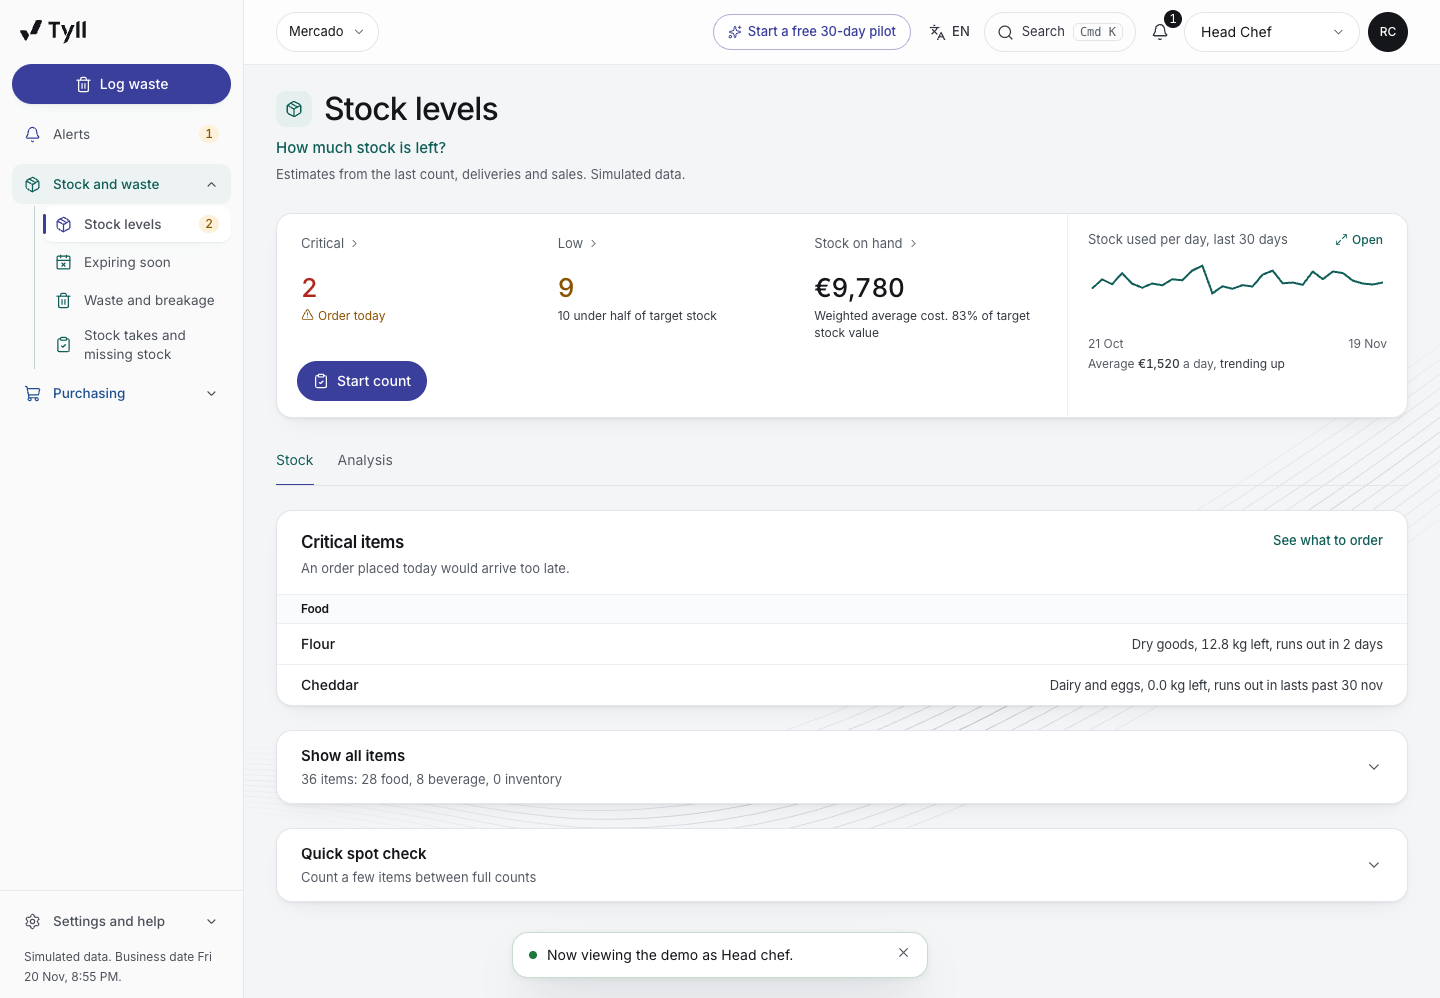 Tyll
Log waste
Alerts 1
Stock and waste
Stock levels 2
Expiring soon
Waste and breakage
Stock takes and
missing stock
Purchasing
Settings and help
Simulated data. Business date Fri
20 Nov, 8:55 PM.
Mercado
Start a free 30-day pilot
EN
Search Cmd K
1
Head Chef
RC
Stock levels
How much stock is left?
Estimates from the last count, deliveries and sales. Simulated data.
Critical
2
Order today
Low
9
10 under half of target stock
Stock on hand
€9,780
Weighted average cost. 83% of target
stock value
Start count
Stock used per day, last 30 days
Open
21 Oct 19 Nov
Average €1,520 a day, trending up
Stock Analysis
Critical items
See what to order
An order placed today would arrive too late.
Food
Flour Dry goods, 12.8 kg left, runs out in 2 days
Cheddar Dairy and eggs, 0.0 kg left, runs out in lasts past 30 nov
Show all items
36 items: 28 food, 8 beverage, 0 inventory
Quick spot check
Count a few items between full counts
Now viewing the demo as Head chef.